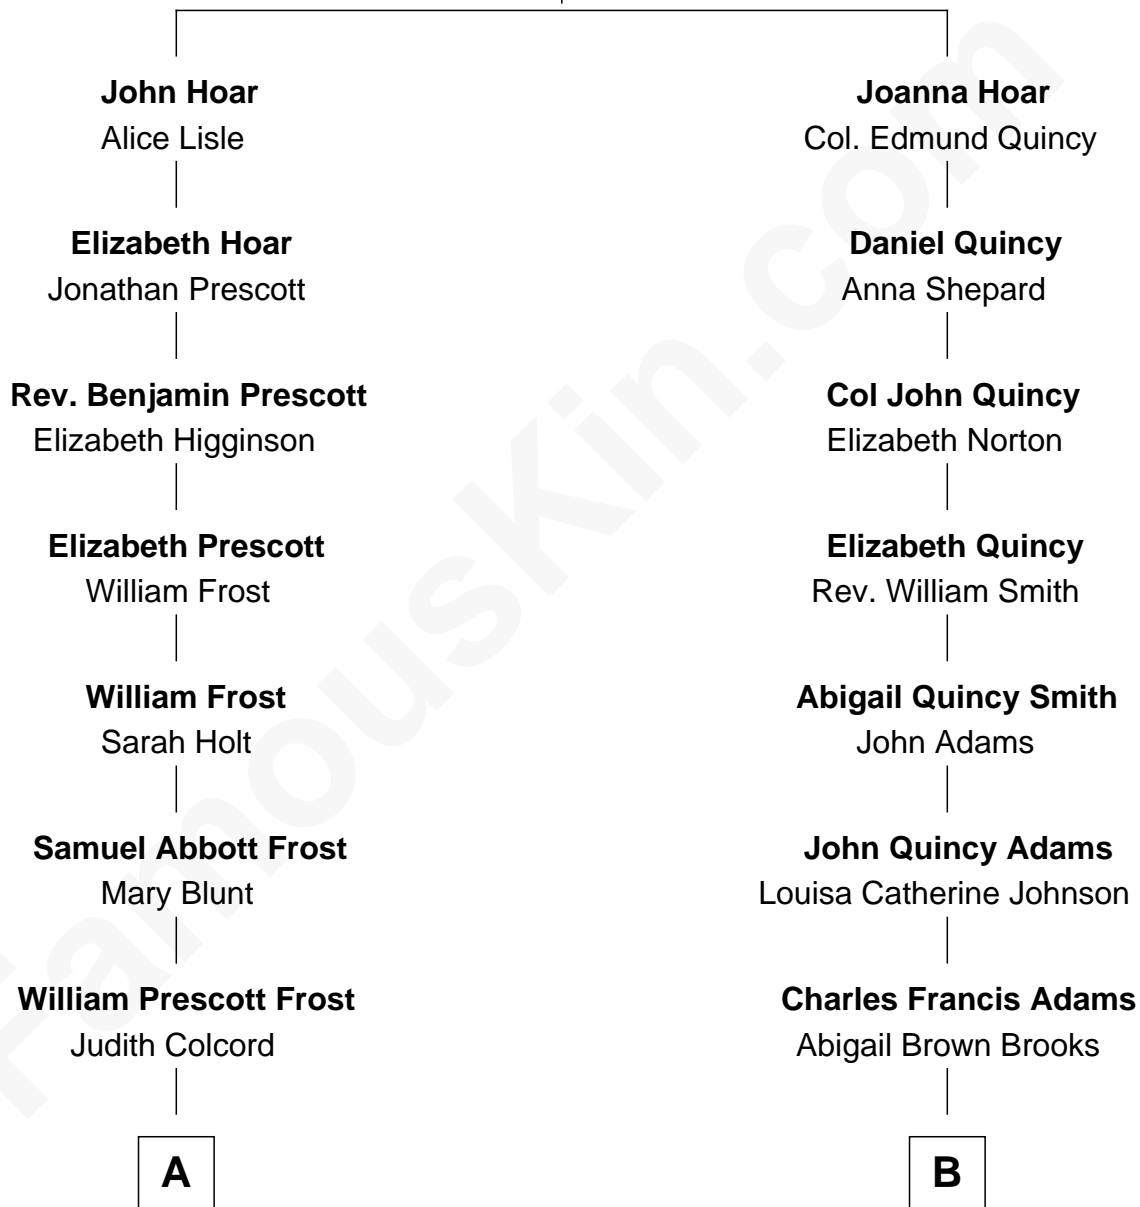 John Hoar
Alice Lisle
Elizabeth Hoar
Jonathan Prescott
Rev. Benjamin Prescott
Elizabeth Higginson
Elizabeth Prescott
William Frost
William Frost
Sarah Holt
Samuel Abbott Frost
Mary Blunt
William Prescott Frost
Judith Colcord
A
Joanna Hoar
Col. Edmund Quincy
Daniel Quincy
Anna Shepard
Col John Quincy
Elizabeth Norton
Elizabeth Quincy
Rev. William Smith
Abigail Quincy Smith
John Adams
John Quincy Adams
Louisa Catherine Johnson
Charles Francis Adams
Abigail Brown Brooks
B
FamousKin.com